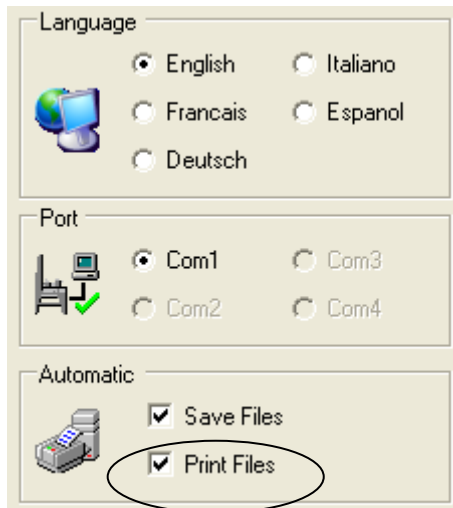 Language
English Italiano
Francais Espanol
Deutsch
Port
Com1 Com3
Com2 Com4
Automatic
Save Files
Print Files